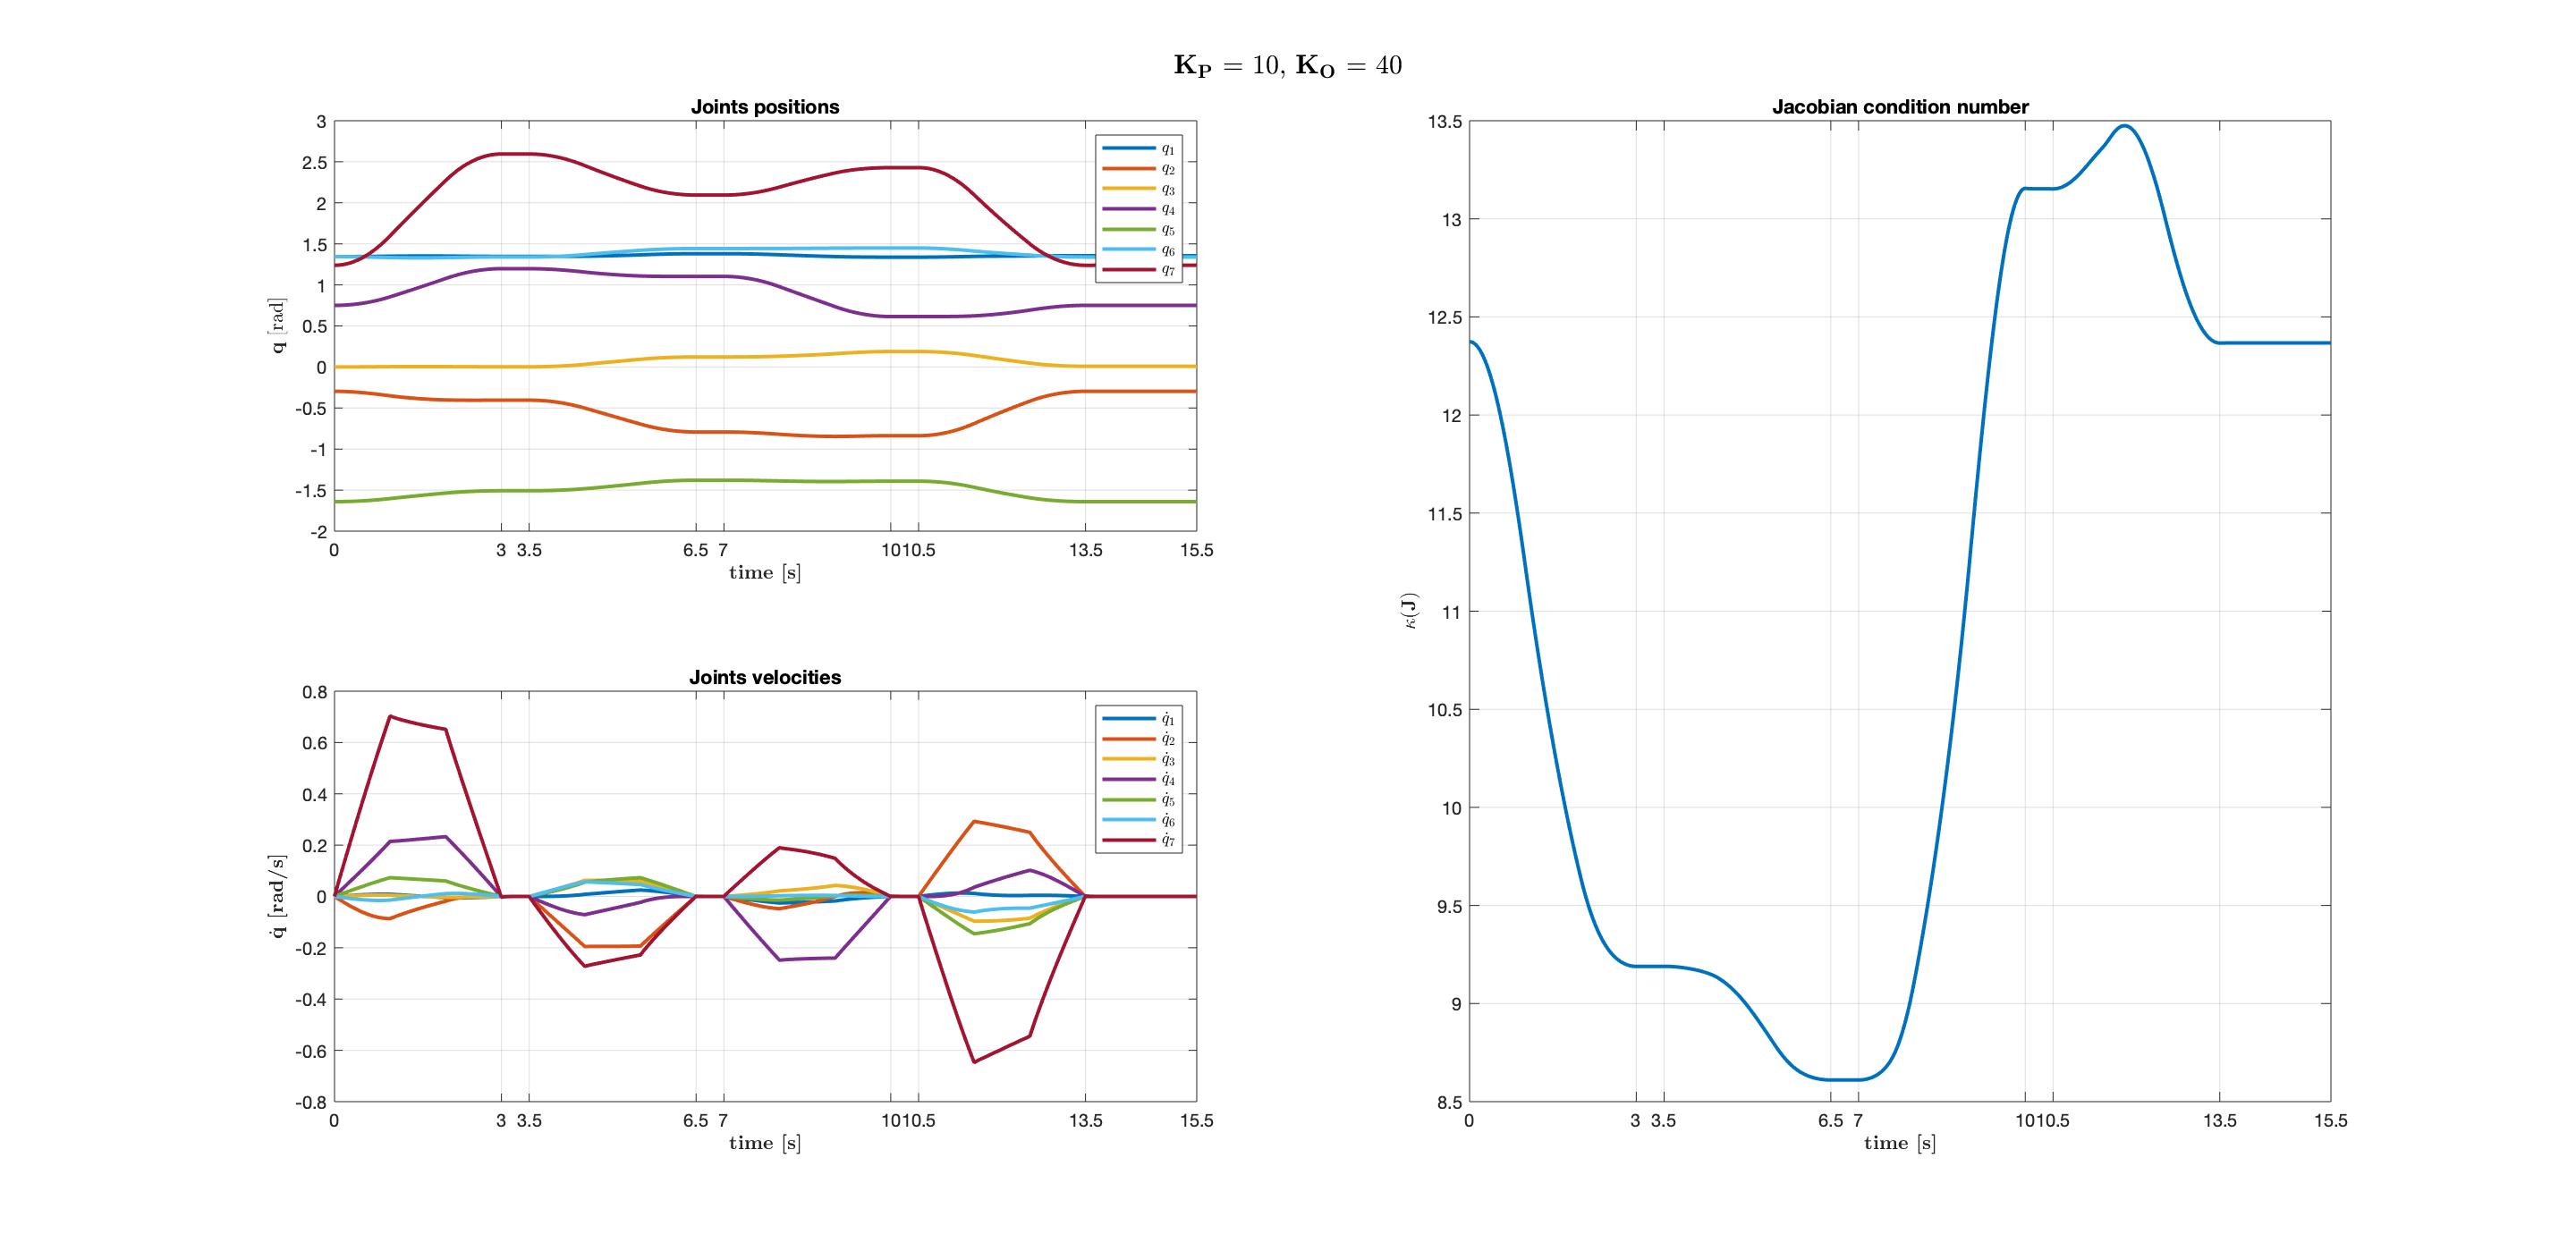 K_P = 10, K_O = 40
Joints positions
3
2.5
2
1.5
1
0.5
0
-0.5
-1
-1.5
-2
q [rad]
q₁
q₂
q₃
q₄
q₅
q₆
q₇
0 3 3.5 6.5 7 10 10.5 13.5 15.5
time [s]
Joints velocities
0.8
0.6
0.4
0.2
0
-0.2
-0.4
-0.6
-0.8
q̇ [rad/s]
q̇₁
q̇₂
q̇₃
q̇₄
q̇₅
q̇₆
q̇₇
0 3 3.5 6.5 7 10 10.5 13.5 15.5
time [s]
Jacobian condition number
13.5
13
12.5
12
11.5
11
10.5
10
9.5
9
8.5
κ(J)
0 3 3.5 6.5 7 10 10.5 13.5 15.5
time [s]